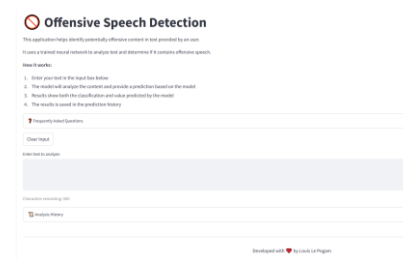 Offensive Speech Detection
This application helps identify potentially offensive content in text provided by an user.
It uses a trained neural network to analyze text and determine if it contains offensive speech.
How it works:
1. Enter your text in the input box below
2. The model will analyze the content and provide a prediction based on the model
3. Results show both the classification and value predicted by the model
4. The results is saved in the prediction history
Frequently Asked Questions
Clear Input
Enter text to analyze:
Characters remaining:
Analysis History
Developed with ❤ by Louis Le Pogam